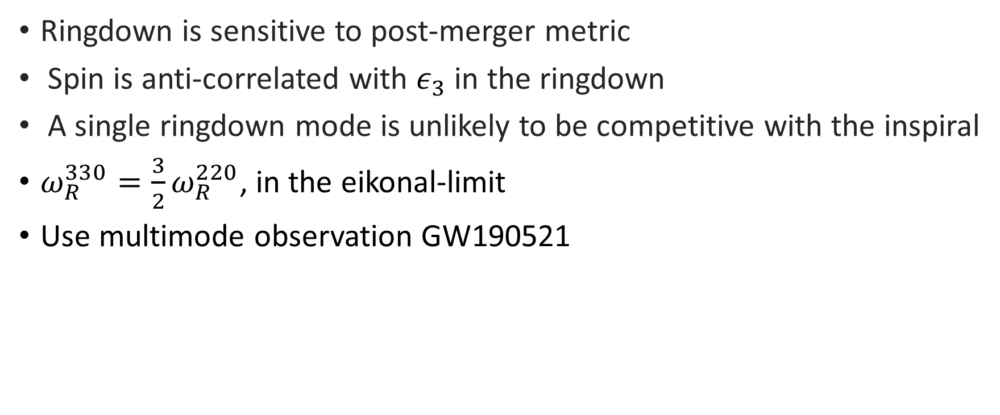 • Ringdown is sensitive to post-merger metric
• Spin is anti-correlated with $\epsilon_3$ in the ringdown
• A single ringdown mode is unlikely to be competitive with the inspiral
• $\omega_R^{330} = \frac{3}{2} \omega_R^{220}$, in the eikonal-limit
• Use multimode observation GW190521